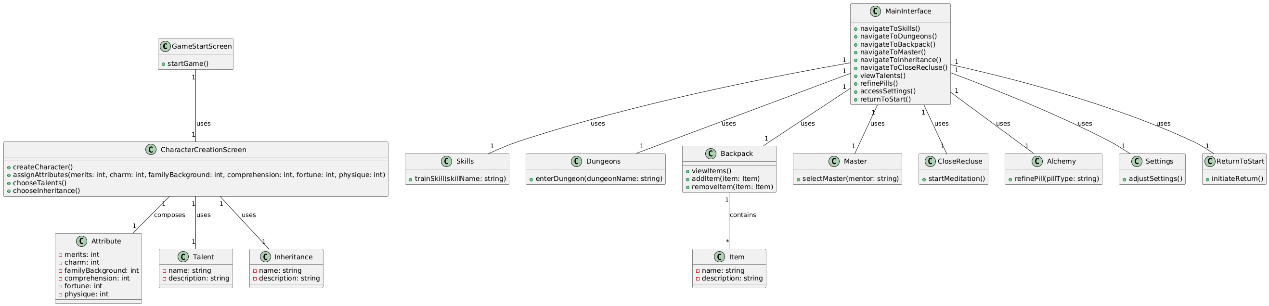 C MainInterface
navigateToSkills()
navigateToDungeons()
navigateToBackpack()
navigateToMaster()
navigateToInheritance()
navigateToCloseRecluse()
viewTalents()
refinePills()
accessSettings()
returnToStart()
C GameStartScreen
startGame()
1
uses
1
C CharacterCreationScreen
createCharacter()
assignAttributes(merits: int, charm: int, familyBackground: int, comprehension: int, fortune: int, physique: int)
chooseTalents()
chooseInheritance()
1 1 1
composes uses uses
1 1 1
C Attribute
merits: int
charm: int
familyBackground: int
comprehension: int
fortune: int
physique: int
C Talent
name: string
description: string
C Inheritance
name: string
description: string
1 1 1 1 1 1 1 1
uses uses uses uses uses uses uses uses
1 1 1 1 1 1 1 1
C Skills
trainSkill(skillName: string)
C Dungeons
enterDungeon(dungeonName: string)
C Backpack
viewItems()
addItem(item: Item)
removeItem(item: Item)
C Master
selectMaster(mentor: string)
C CloseRecluse
startMeditation()
C Alchemy
refinePill(pillType: string)
C Settings
adjustSettings()
C ReturnToStart
initiateReturn()
1
contains
*
C Item
name: string
description: string